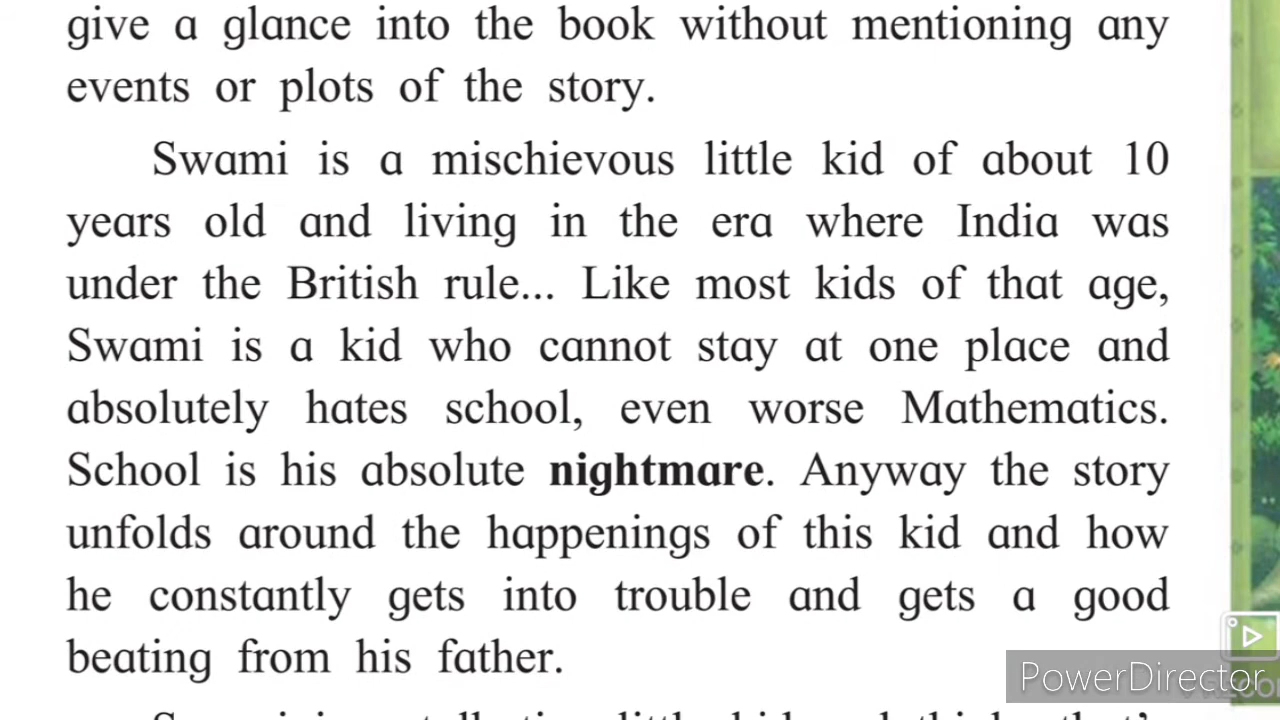 give a glance into the book without mentioning any
events or plots of the story.
Swami is a mischievous little kid of about 10
years old and living in the era where India was
under the British rule... Like most kids of that age,
Swami is a kid who cannot stay at one place and
absolutely hates school, even worse Mathematics.
School is his absolute nightmare. Anyway the story
unfolds around the happenings of this kid and how
he constantly gets into trouble and gets a good
beating from his father.
PowerDirector